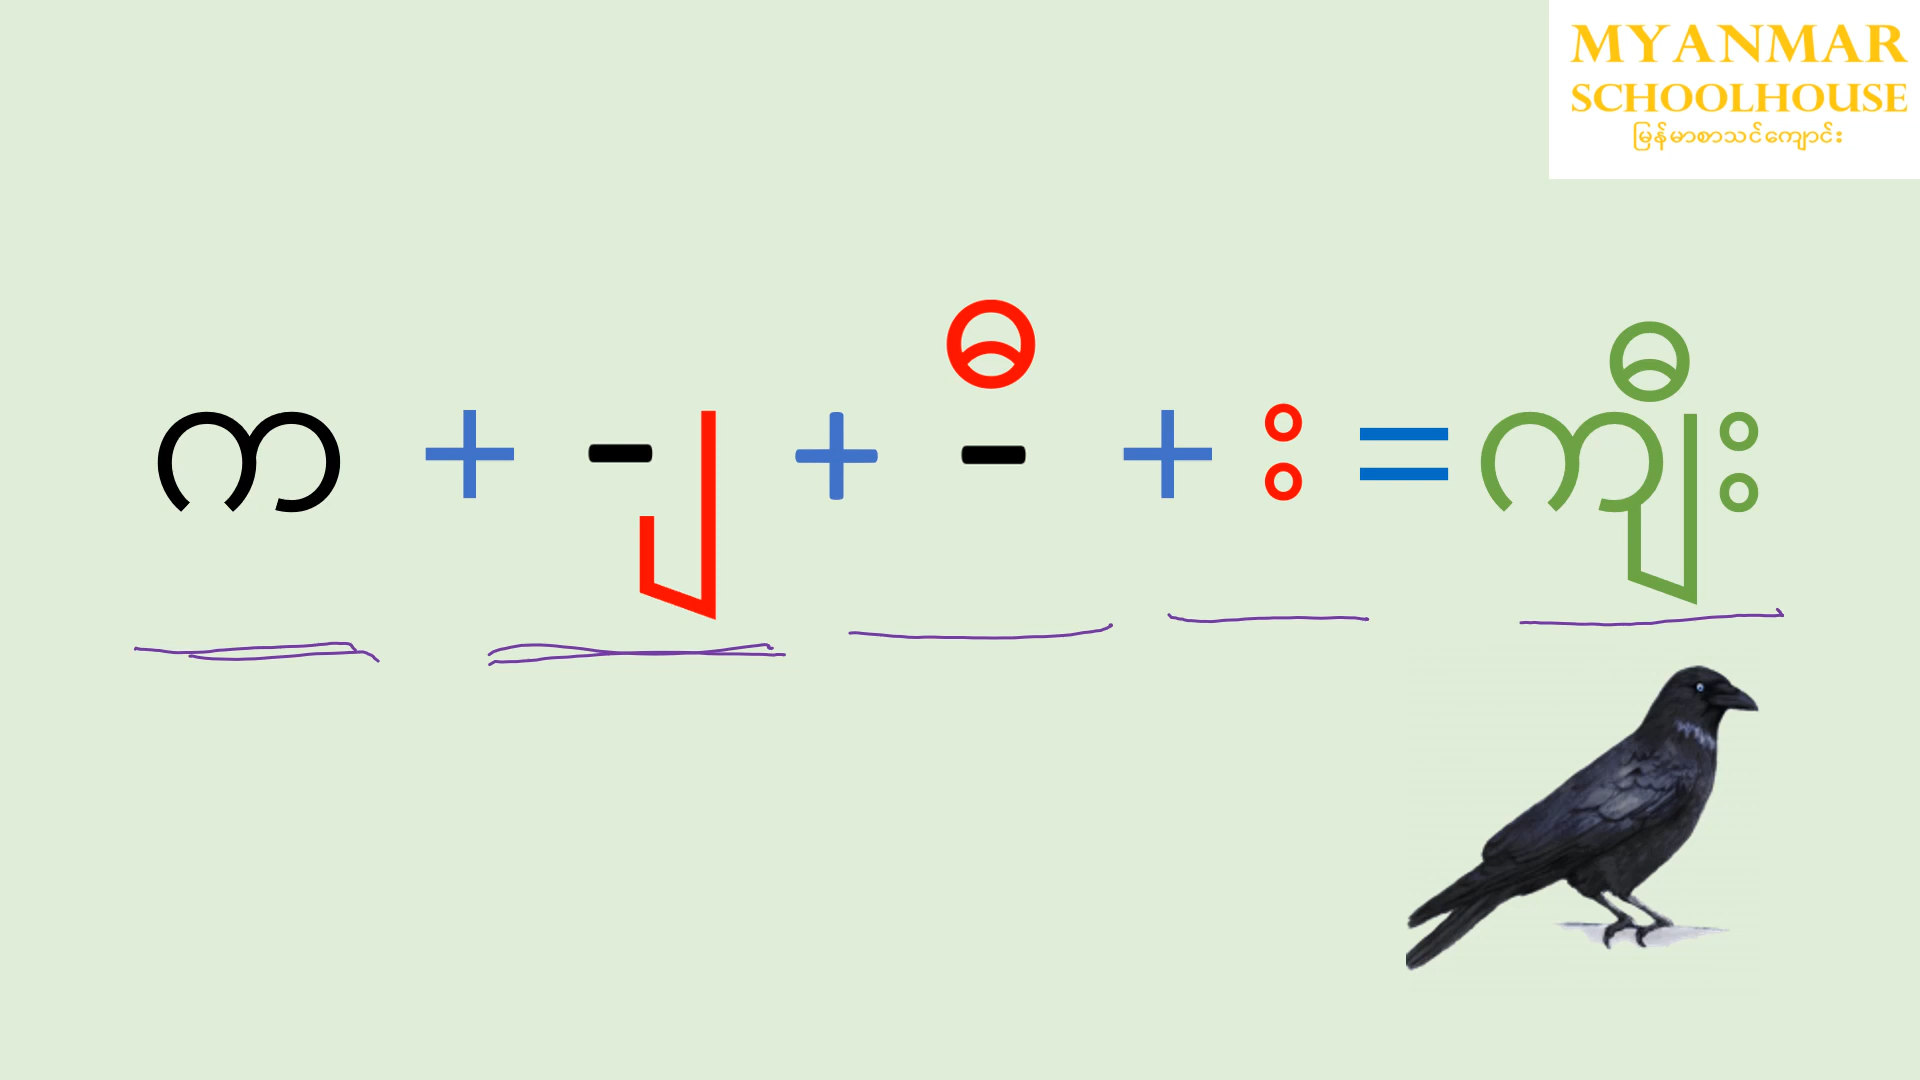 MYANMAR
SCHOOLHOUSE
မြန်မာစာသင်ကျောင်း
က + -ျ + -ီ + း = ကျီး